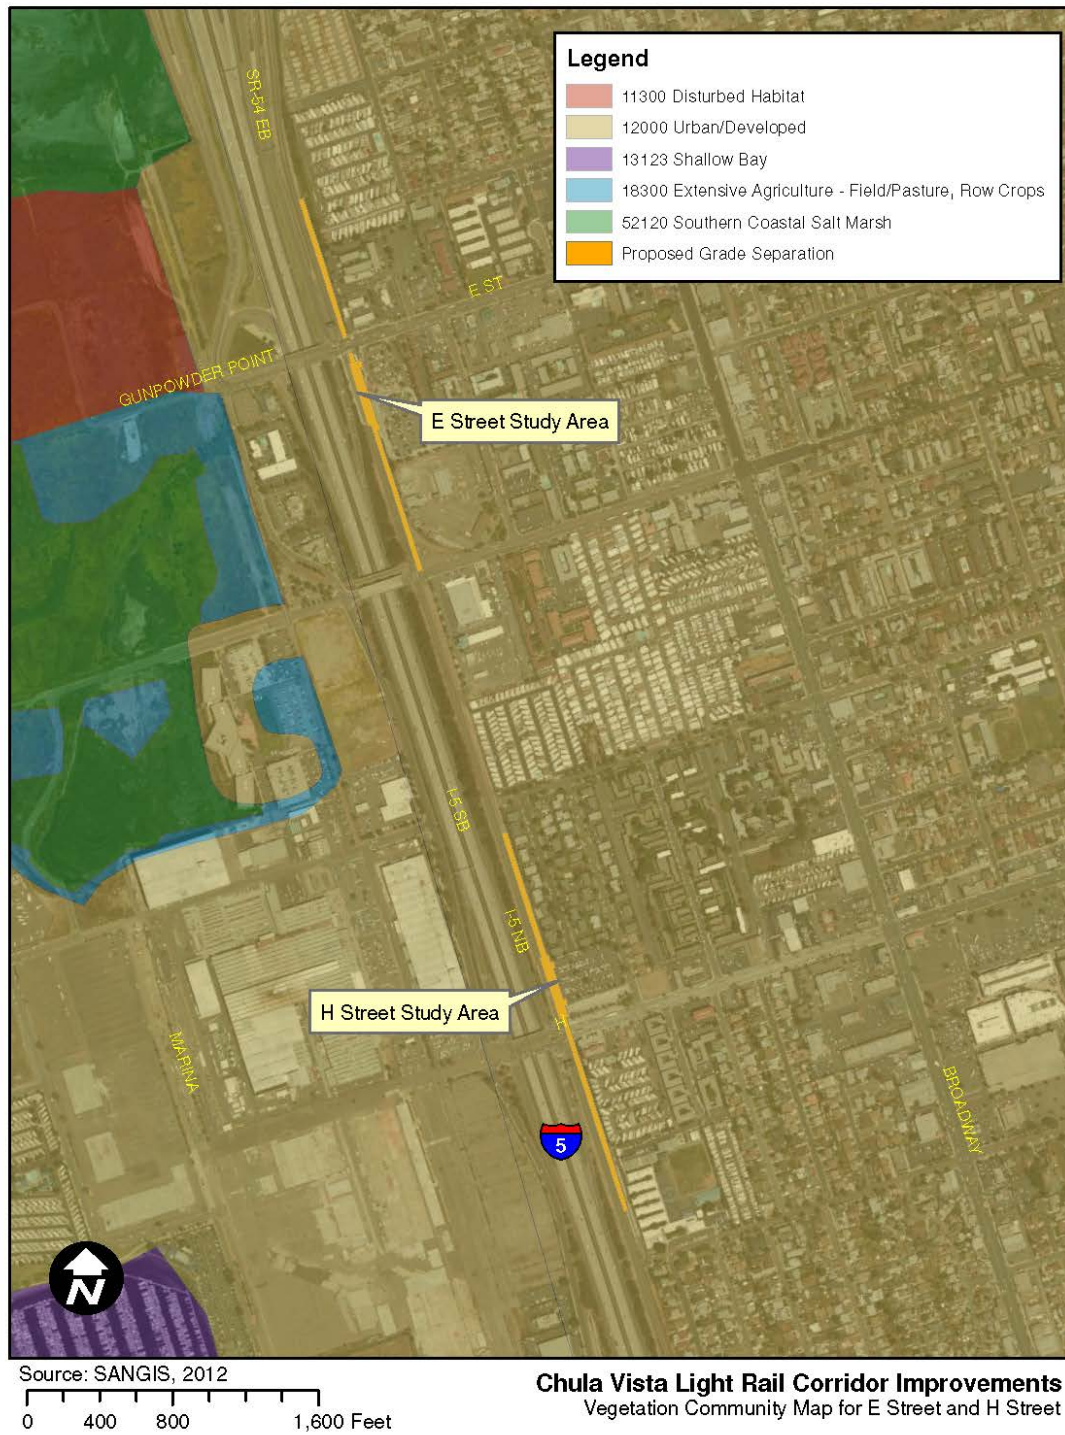 Legend
11300 Disturbed Habitat
12000 Urban/Developed
13123 Shallow Bay
18300 Extensive Agriculture - Field/Pasture, Row Crops
52120 Southern Coastal Salt Marsh
Proposed Grade Separation
SR-54 EB
E ST
GUNPOWDER POINT
E Street Study Area
I-5 SB
I-5 NB
H Street Study Area
H
MARINA
BROADWAY
5
N
Source: SANGIS, 2012
0 400 800 1,600 Feet
Chula Vista Light Rail Corridor Improvements
Vegetation Community Map for E Street and H Street